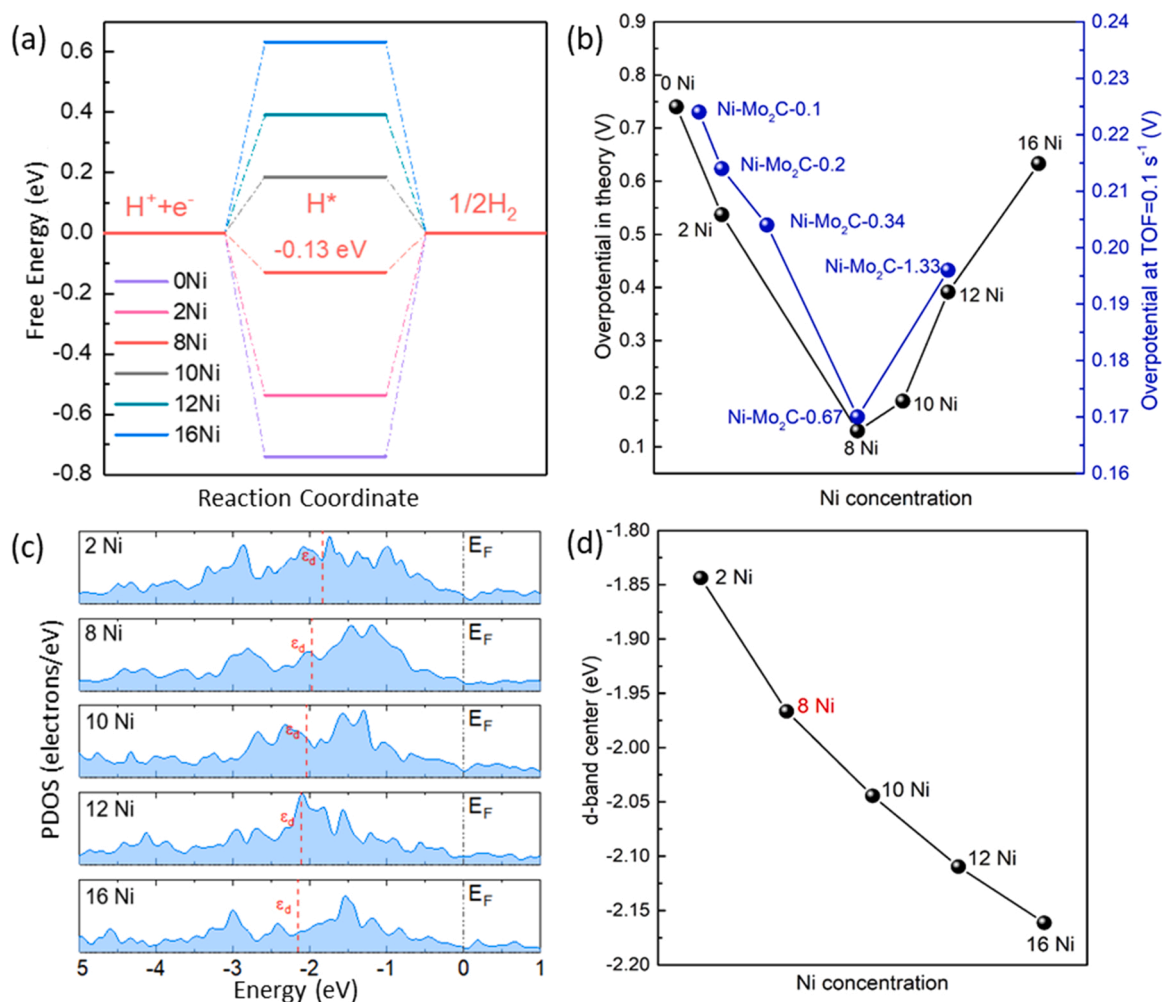 (a)
Free Energy (eV)
0.6
0.4
0.2
0.0
-0.2
-0.4
-0.6
-0.8
H⁺+e⁻
H*
1/2H₂
-0.13 eV
0Ni
2Ni
8Ni
10Ni
12Ni
16Ni
Reaction Coordinate
(b)
Overpotential in theory (V)
0.9
0.8
0.7
0.6
0.5
0.4
0.3
0.2
0.1
0 Ni
Ni-Mo₂C-0.1
16 Ni
Ni-Mo₂C-0.2
2 Ni
Ni-Mo₂C-0.34
Ni-Mo₂C-1.33
12 Ni
10 Ni
Ni-Mo₂C-0.67
8 Ni
Ni concentration
0.24
0.23
0.22
0.21
0.20
0.19
0.18
0.17
0.16
Overpotential at TOF=0.1 s⁻¹ (V)
(c)
PDOS (electrons/eV)
2 Ni
εd
EF
8 Ni
εd
EF
10 Ni
εd
EF
12 Ni
εd
EF
16 Ni
εd
EF
5 -4 -3 -2 -1 0 1
Energy (eV)
(d)
d-band center (eV)
-1.80
-1.85
-1.90
-1.95
-2.00
-2.05
-2.10
-2.15
-2.20
2 Ni
8 Ni
10 Ni
12 Ni
16 Ni
Ni concentration